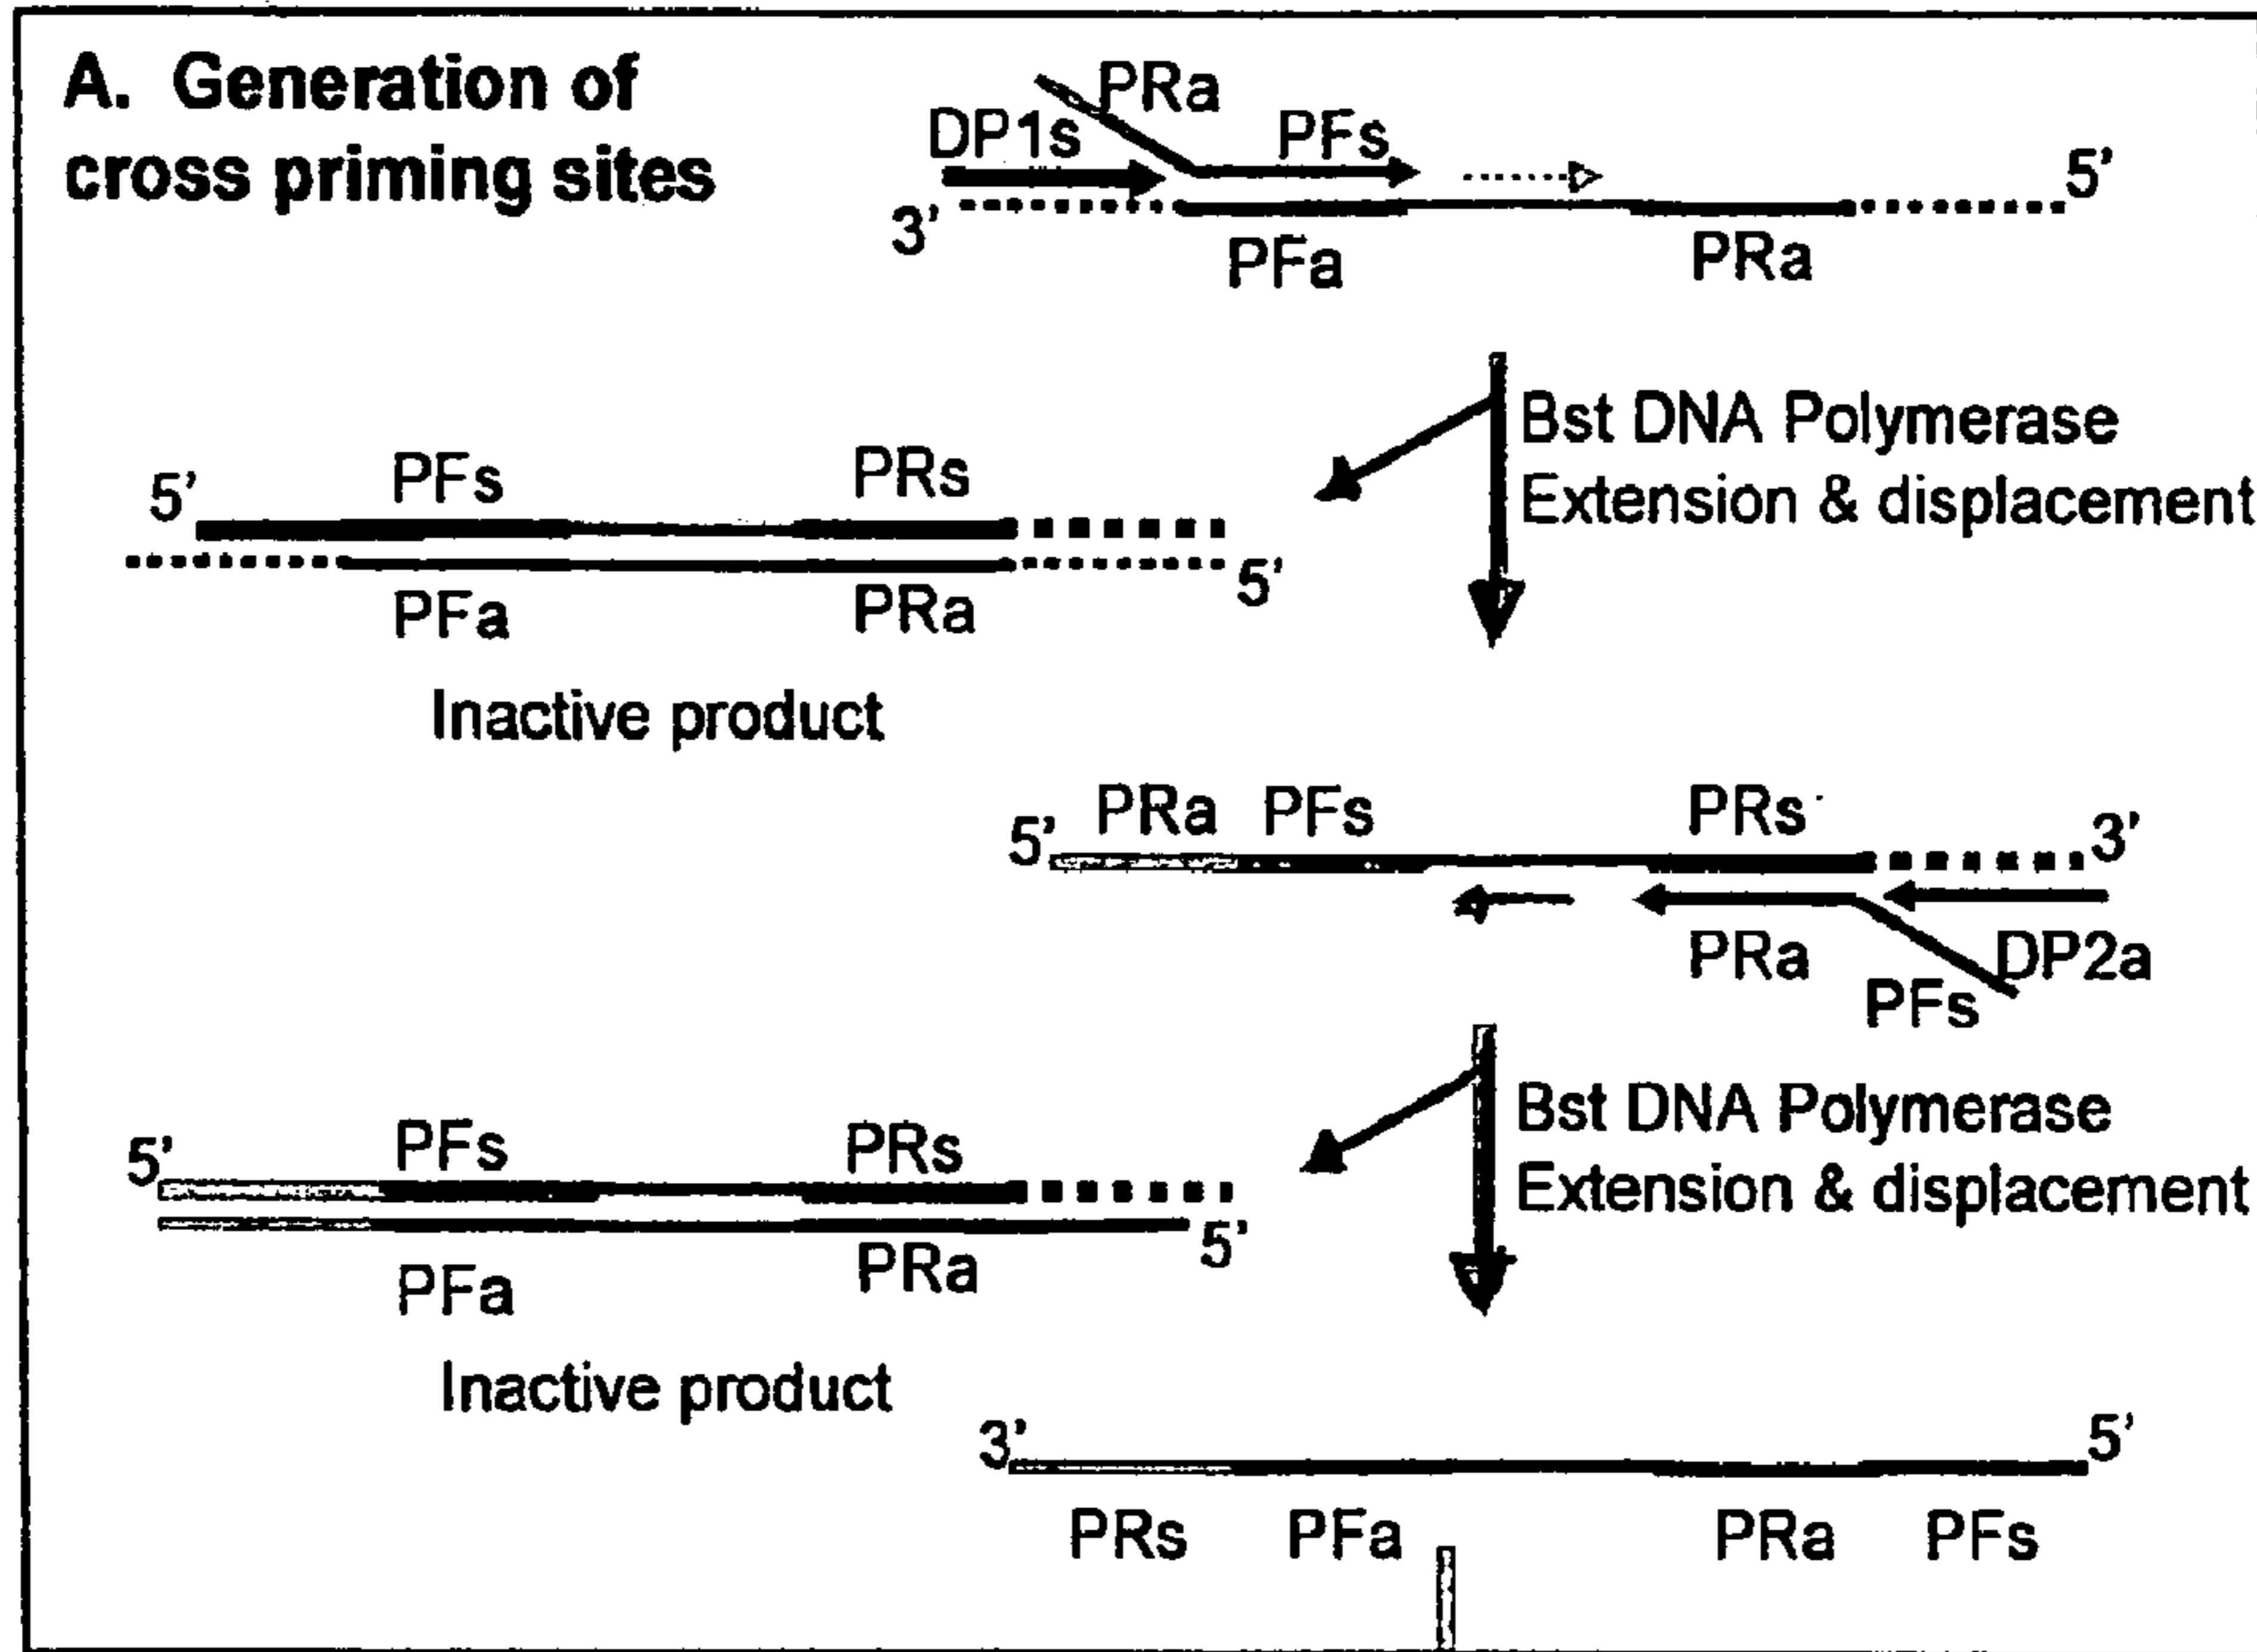 A. Generation of
cross priming sites
PRa
DP1s
PFs
5'
3'
PFa
PRa
Bst DNA Polymerase
Extension & displacement
5'
PFs
PRs
PFa
PRa
5'
Inactive product
5'
PRa
PFs
PRs
3'
PRa
DP2a
PFs
Bst DNA Polymerase
Extension & displacement
5'
PFs
PRs
PFa
PRa
5'
Inactive product
3'
5'
PRs
PFa
PRa
PFs